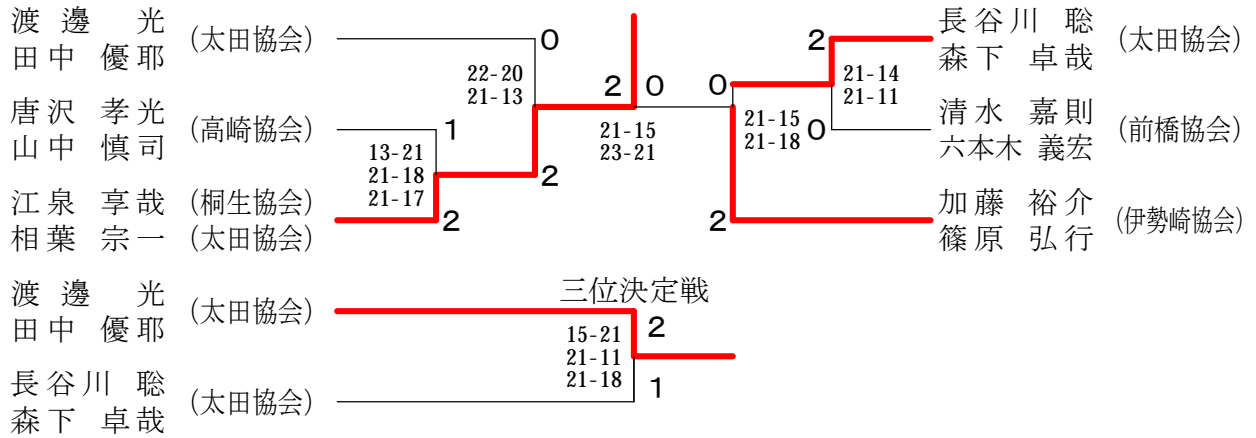 渡邊 光
田中 優耶
(太田協会)
0
22-20
21-13
唐沢 孝光
山中 慎司
(高崎協会)
1
13-21
21-18
21-17
2
江泉 享哉 (桐生協会)
相葉 宗一 (太田協会)
2
2 0
21-15
23-21
長谷川 聡
森下 卓哉
(太田協会)
2
21-14
21-11
0
清水 嘉則
六本木 義宏
(前橋協会)
0
21-15
21-18
加藤 裕介
篠原 弘行
(伊勢崎協会)
2
三位決定戦
渡邊 光
田中 優耶
(太田協会)
2
15-21
21-11
21-18
1
長谷川 聡
森下 卓哉
(太田協会)